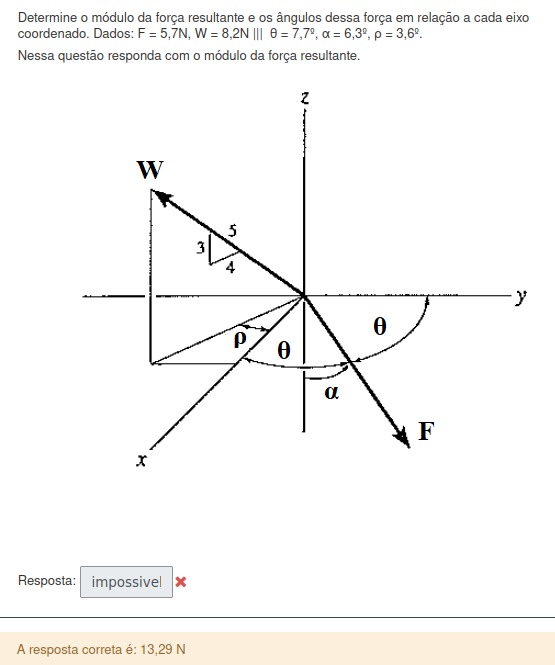 Determine o módulo da força resultante e os ângulos dessa força em relação a cada eixo
coordenado. Dados: F = 5,7N, W = 8,2N ||| θ = 7,7º, α = 6,3º, ρ = 3,6º.
Nessa questão responda com o módulo da força resultante.
z
W
5
3
4
y
ρ
θ
θ
α
F
x
Resposta: impossivel
A resposta correta é: 13,29 N